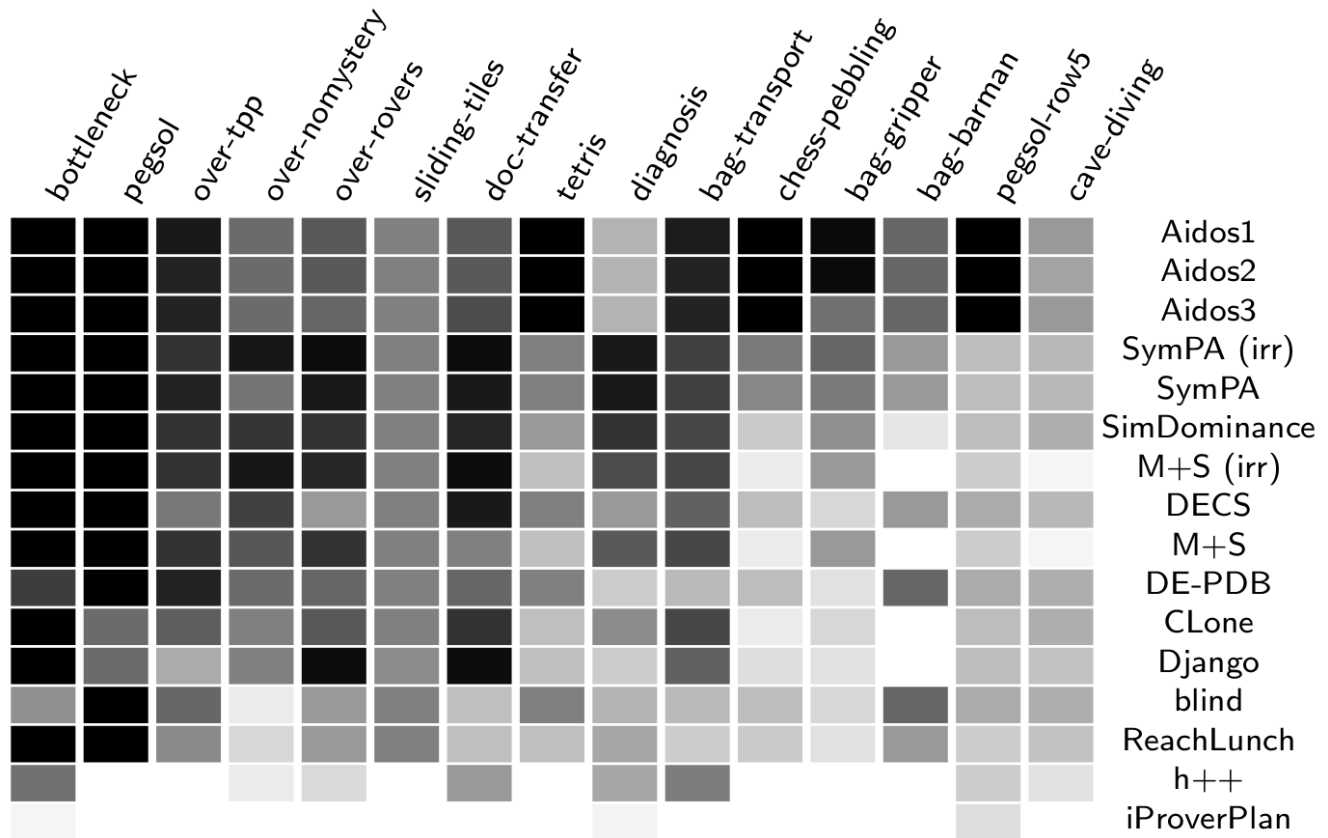 bottleneck
pegsol
over-tpp
over-nomystery
over-rovers
sliding-tiles
doc-transfer
tetris
diagnosis
bag-transport
chess-pebbling
bag-gripper
bag-barman
pegsol-row5
cave-diving
Aidos1
Aidos2
Aidos3
SymPA (irr)
SymPA
SimDominance
M+S (irr)
DECS
M+S
DE-PDB
CLone
Django
blind
ReachLunch
h++
iProverPlan